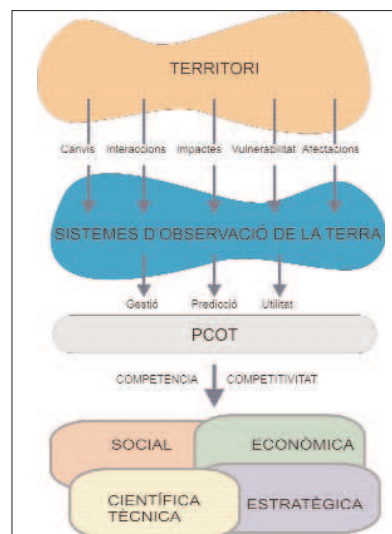 TERRITORI
Canvis Interaccions Impactes Vulnerabilitat Afectacions
SISTEMES D'OBSERVACIÓ DE LA TERRA
Gestió Predicció Utilitat
PCOT
COMPETÈNCIA COMPETITIVITAT
SOCIAL ECONÒMICA
CIENTÍFICA
TÈCNICA ESTRATÈGICA